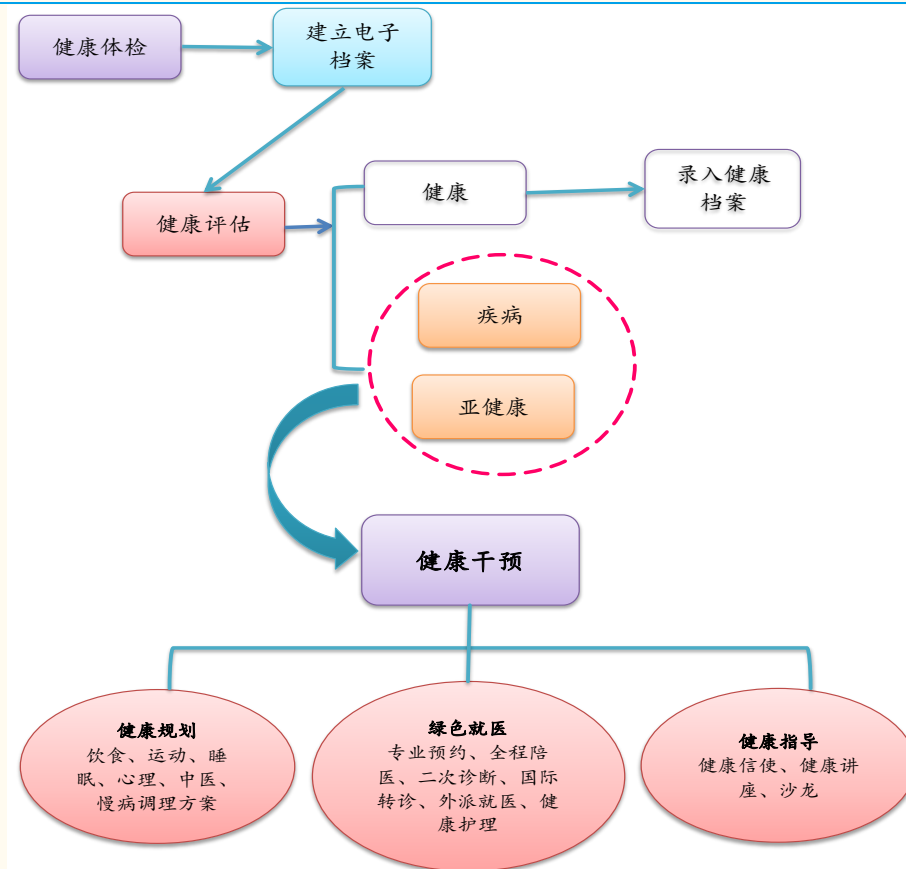 健康体检
建立电子
档案
健康评估
健康
录入健康
档案
疾病
亚健康
健康干预
健康规划
饮食、运动、睡
眠、心理、中医、
慢病调理方案
绿色就医
专业预约、全程陪
医、二次诊断、国际
转诊、外派就医、健
康护理
健康指导
健康信使、健康讲
座、沙龙